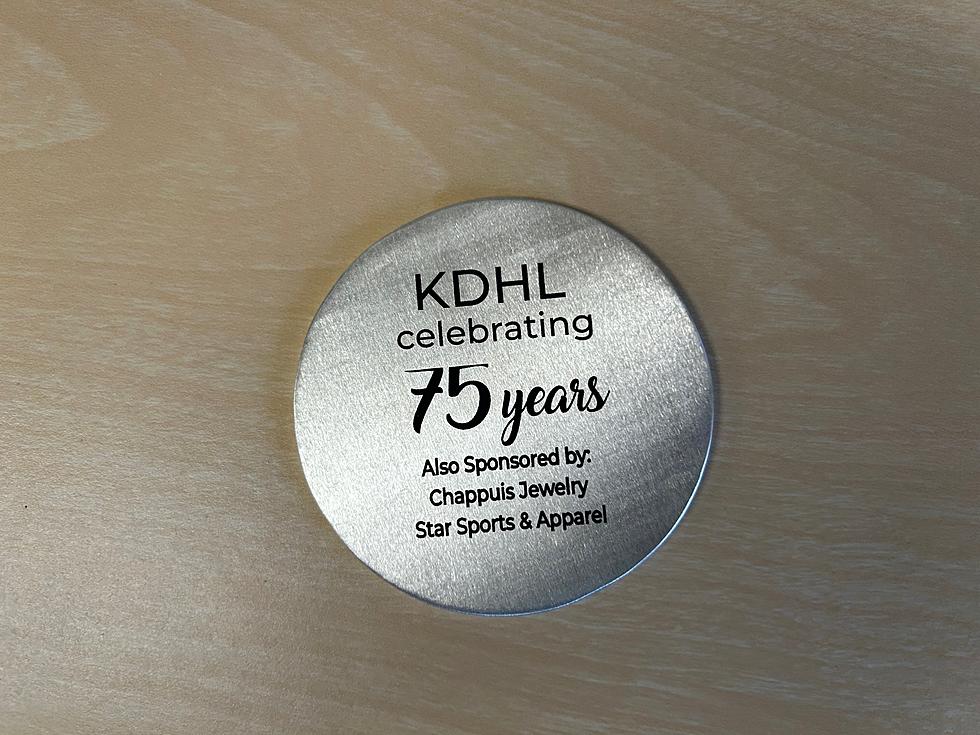 KDHL
celebrating
75 years
Also Sponsored by:
Chappuis Jewelry
Star Sports & Apparel